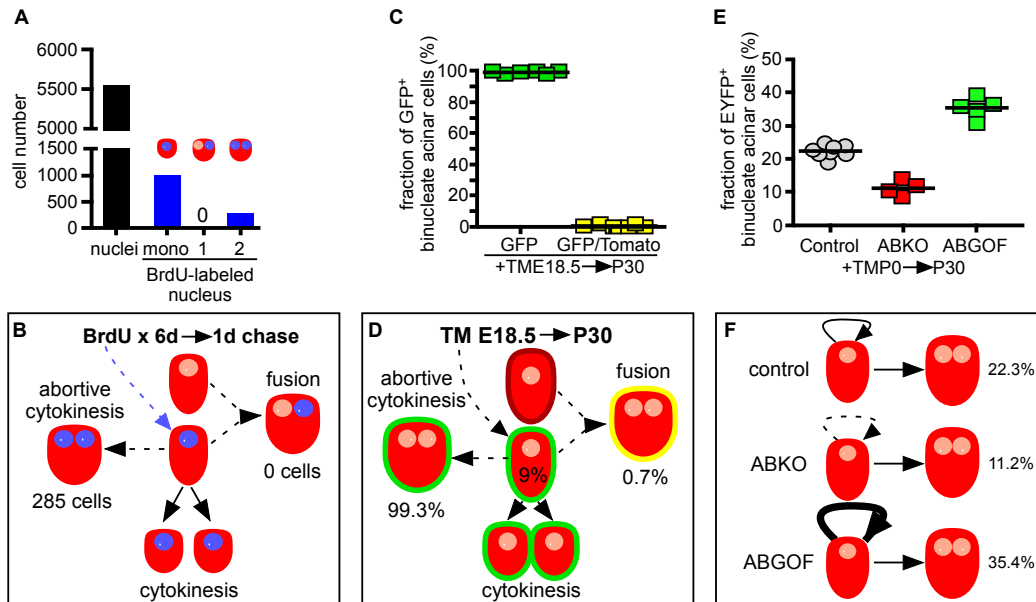 A
cell number
6000
5500
5000
1500
1000
500
0
0
nuclei
mono
1
2
BrdU-labeled
nucleus
C
fraction of GFP+
binucleate acinar cells (%)
100
80
60
40
20
0
GFP
GFP/Tomato
+TME18.5→P30
E
fraction of EYFP+
binucleate acinar cells (%)
50
40
30
20
10
0
Control
ABKO
ABGOF
+TMP0→P30
B
BrdU x 6d→1d chase
abortive
cytokinesis
fusion
285 cells
0 cells
cytokinesis
D
TM E18.5→P30
abortive
cytokinesis
fusion
9%
99.3%
0.7%
cytokinesis
F
control
22.3%
ABKO
11.2%
ABGOF
35.4%